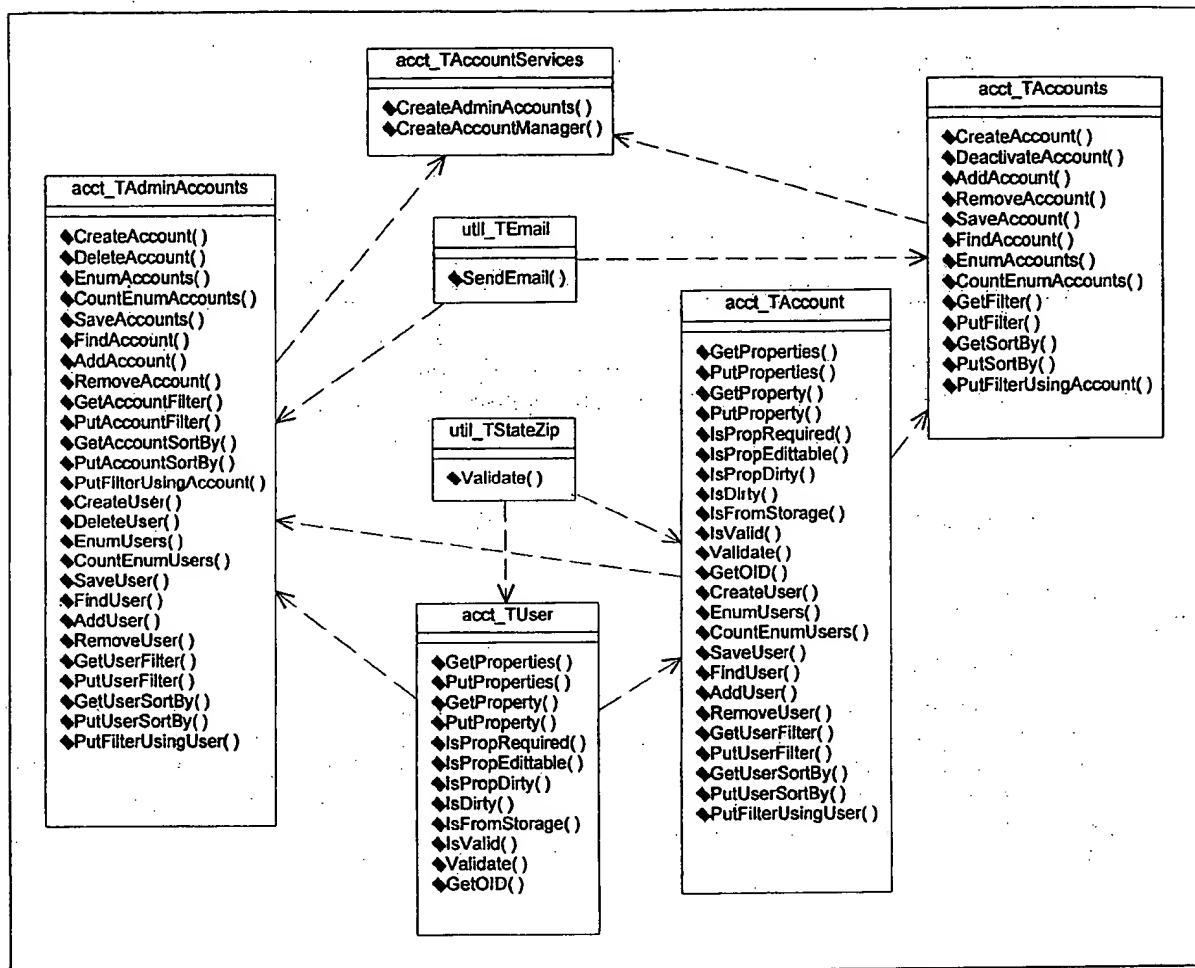 acct_TAccountServices
◆CreateAdminAccounts( )
◆CreateAccountManager( )
acct_TAccounts
◆CreateAccount( )
◆DeactivateAccount( )
◆AddAccount( )
◆RemoveAccount( )
◆SaveAccount( )
◆FindAccount( )
◆EnumAccounts( )
◆CountEnumAccounts( )
◆GetFilter( )
◆PutFilter( )
◆GetSortBy( )
◆PutSortBy( )
◆PutFilterUsingAccount( )
acct_TAdminAccounts
◆CreateAccount( )
◆DeleteAccount( )
◆EnumAccounts( )
◆CountEnumAccounts( )
◆SaveAccounts( )
◆FindAccount( )
◆AddAccount( )
◆RemoveAccount( )
◆GetAccountFilter( )
◆PutAccountFilter( )
◆GetAccountSortBy( )
◆PutAccountSortBy( )
◆PutFilterUsingAccount( )
◆CreateUser( )
◆DeleteUser( )
◆EnumUsers( )
◆CountEnumUsers( )
◆SaveUser( )
◆FindUser( )
◆AddUser( )
◆RemoveUser( )
◆GetUserFilter( )
◆PutUserFilter( )
◆GetUserSortBy( )
◆PutUserSortBy( )
◆PutFilterUsingUser( )
util_TEmail
◆SendEmail( )
util_TStateZip
◆Validate( )
acct_TAccount
◆GetProperties( )
◆PutProperties( )
◆GetProperty( )
◆PutProperty( )
◆IsPropRequired( )
◆IsPropEdittable( )
◆IsPropDirty( )
◆IsDirty( )
◆IsFromStorage( )
◆IsValid( )
◆Validate( )
◆GetOID( )
◆CreateUser( )
◆EnumUsers( )
◆CountEnumUsers( )
◆SaveUser( )
◆FindUser( )
◆AddUser( )
◆RemoveUser( )
◆GetUserFilter( )
◆PutUserFilter( )
◆GetUserSortBy( )
◆PutUserSortBy( )
◆PutFilterUsingUser( )
acct_TUser
◆GetProperties( )
◆PutProperties( )
◆GetProperty( )
◆PutProperty( )
◆IsPropRequired( )
◆IsPropEdittable( )
◆IsPropDirty( )
◆IsDirty( )
◆IsFromStorage( )
◆IsValid( )
◆Validate( )
◆GetOID( )